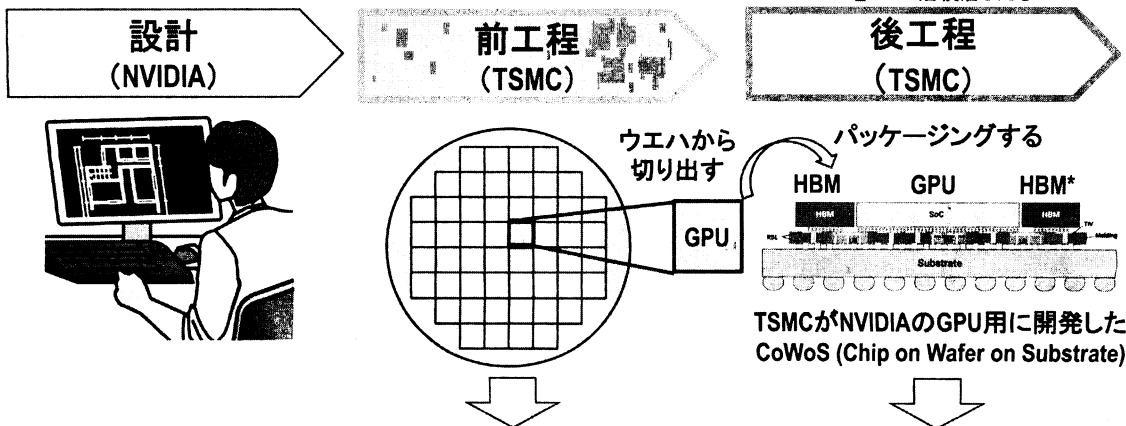 設計
(NVIDIA)
前工程
(TSMC)
後工程
(TSMC)
ウエハから
切り出す
パッケージングする
HBM GPU HBM*
HBM SoC HBM
RDL TIV Molding
Substrate
GPU
TSMCがNVIDIAのGPU用に開発した
CoWoS (Chip on Wafer on Substrate)